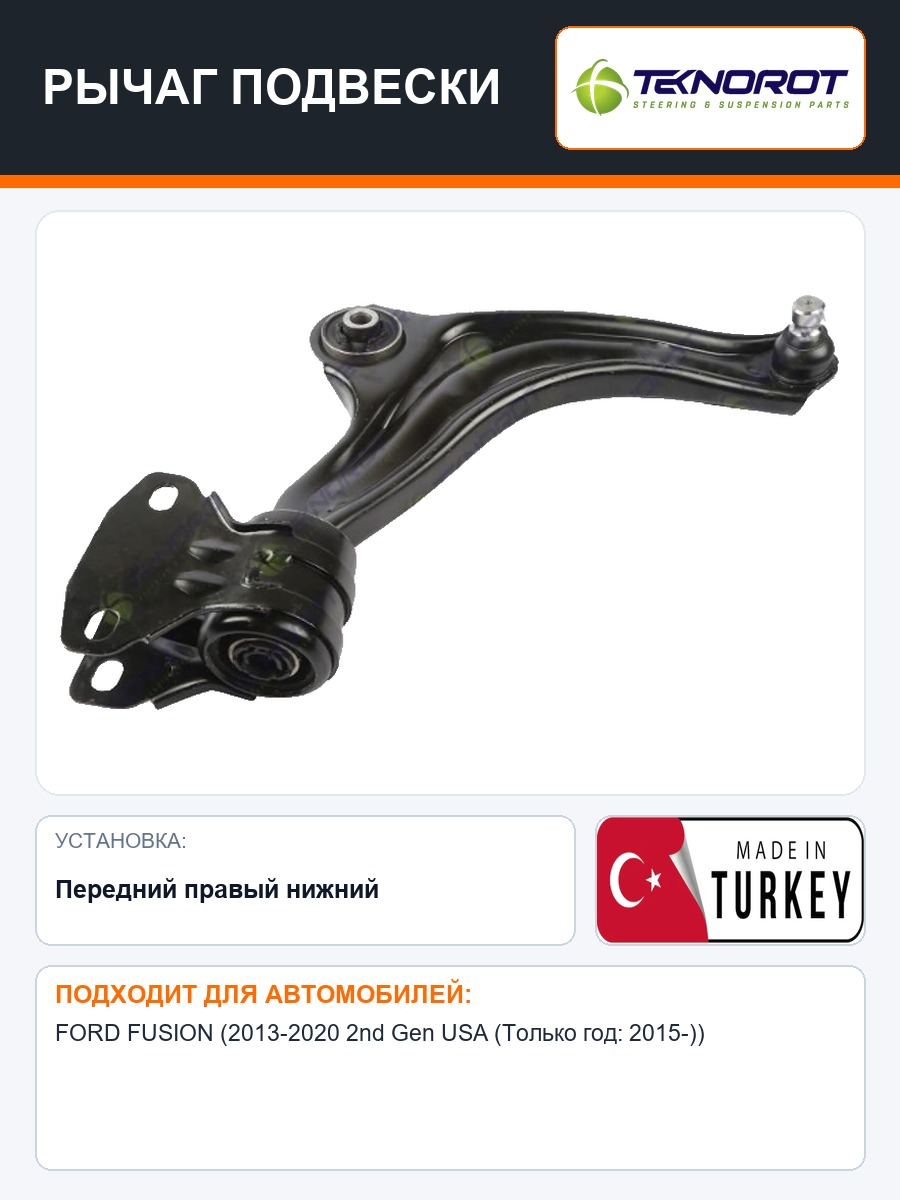 РЫЧАГ ПОДВЕСКИ
TEKNOROT
STEERING & SUSPENSION PARTS
УСТАНОВКА:
Передний правый нижний
MADE IN
TURKEY
ПОДХОДИТ ДЛЯ АВТОМОБИЛЕЙ:
FORD FUSION (2013-2020 2nd Gen USA (Только год: 2015-))